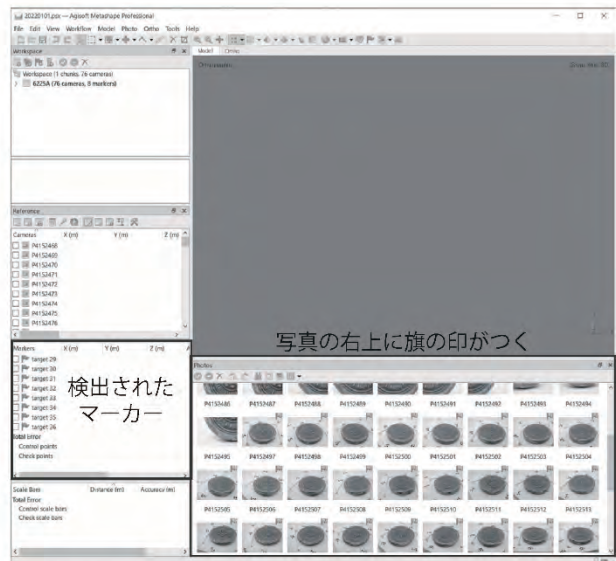 20220101.psx — Agisoft Metashape Professional
File Edit View Workflow Model Photo Ortho Tools Help
Workspace
Workspace (1 chunks, 76 cameras)
6225A (76 cameras, 8 markers)
Model Ortho
Reference
Cameras X (m) Y (m) Z (m)
P4152468
P4152469
P4152470
P4152471
P4152472
P4152473
P4152474
P4152475
P4152476
Markers X (m) Y (m) Z (m)
target 29
target 30
target 31
target 32
target 33
target 34
target 35
target 36
Total Error
Control points
Check points
検出された
マーカー
Scale Bars Distance (m) Accuracy (m)
Total Error
Control scale bars
Check scale bars
写真の右上に旗の印がつく
Photos
P4152486 P4152487 P4152488 P4152489 P4152490 P4152491 P4152492 P4152493 P4152494
P4152495 P4152497 P4152498 P4152499 P4152500 P4152501 P4152502 P4152503 P4152504
P4152505 P4152506 P4152507 P4152508 P4152509 P4152510 P4152511 P4152512 P4152513